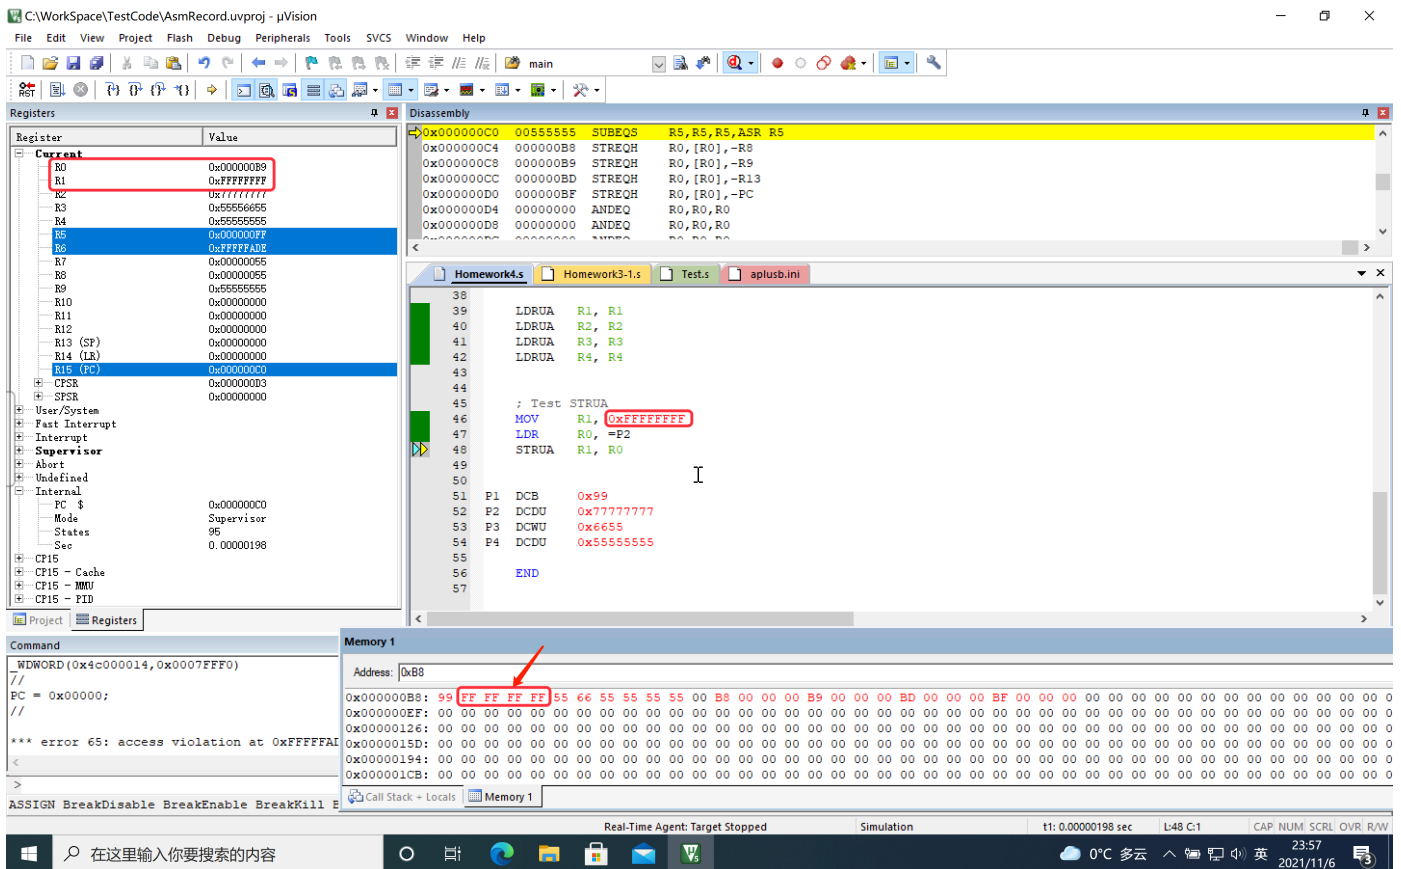 C:\WorkSpace\TestCode\AsmRecord.uvproj - µVision
File Edit View Project Flash Debug Peripherals Tools SVCS Window Help
main
RST
Registers
Register Value
Current
R0 0x000000B9
R1 0xFFFFFFFF
R2 0x77777777
R3 0x55556655
R4 0x55555555
R5 0x000000FF
R6 0xFFFFFADE
R7 0x00000055
R8 0x00000055
R9 0x55555555
R10 0x00000000
R11 0x00000000
R12 0x00000000
R13 (SP) 0x00000000
R14 (LR) 0x00000000
R15 (PC) 0x000000C0
CPSR 0x000000D3
SPSR 0x00000000
User/System
Fast Interrupt
Interrupt
Supervisor
Abort
Undefined
Internal
PC $ 0x000000C0
Mode Supervisor
States 95
Sec 0.00000198
CP15
CP15 - Cache
CP15 - MMU
CP15 - PID
Project Registers
Disassembly
0x000000C0 00555555 SUBEQS R5,R5,R5,ASR R5
0x000000C4 000000B8 STREQH R0,[R0],-R8
0x000000C8 000000B9 STREQH R0,[R0],-R9
0x000000CC 000000BD STREQH R0,[R0],-R13
0x000000D0 000000BF STREQH R0,[R0],-PC
0x000000D4 00000000 ANDEQ R0,R0,R0
0x000000D8 00000000 ANDEQ R0,R0,R0
Homework4.s Homework3-1.s Test.s aplusb.ini
38
39 LDRUA R1, R1
40 LDRUA R2, R2
41 LDRUA R3, R3
42 LDRUA R4, R4
43
44
45 ; Test STRUA
46 MOV R1, 0xFFFFFFFF
47 LDR R0, =P2
48 STRUA R1, R0
49
50
51 P1 DCB 0x99
52 P2 DCDU 0x77777777
53 P3 DCWU 0x6655
54 P4 DCDU 0x55555555
55
56 END
57
Command
_WDWORD(0x4c000014,0x0007FFF0)
//
PC = 0x00000;
//
*** error 65: access violation at 0xFFFFFAD
>
ASSIGN BreakDisable BreakEnable BreakKill
Memory 1
Address: 0xB8
0x000000B8: 99 FF FF FF FF 55 66 55 55 55 55 00 B8 00 00 00 B9 00 00 00 BD 00 00 00 BF 00 00 00 00 00 00 00 00 00 00 00 00 00 00 00 00 0
0x000000EF: 00 00 00 00 00 00 00 00 00 00 00 00 00 00 00 00 00 00 00 00 00 00 00 00 00 00 00 00 00 00 00 00 00 00 00 00 00 00 00 00 00 0
0x00000126: 00 00 00 00 00 00 00 00 00 00 00 00 00 00 00 00 00 00 00 00 00 00 00 00 00 00 00 00 00 00 00 00 00 00 00 00 00 00 00 00 00 0
0x0000015D: 00 00 00 00 00 00 00 00 00 00 00 00 00 00 00 00 00 00 00 00 00 00 00 00 00 00 00 00 00 00 00 00 00 00 00 00 00 00 00 00 00 0
0x00000194: 00 00 00 00 00 00 00 00 00 00 00 00 00 00 00 00 00 00 00 00 00 00 00 00 00 00 00 00 00 00 00 00 00 00 00 00 00 00 00 00 00 0
0x000001CB: 00 00 00 00 00 00 00 00 00 00 00 00 00 00 00 00 00 00 00 00 00 00 00 00 00 00 00 00 00 00 00 00 00 00 00 00 00 00 00 00 00 0
Call Stack + Locals Memory 1
Real-Time Agent: Target Stopped Simulation t1: 0.00000198 sec L:48 C:1 CAP NUM SCRL OVR R/W
在这里输入你要搜索的内容 0°C 多云 英 23:57
2021/11/6 3